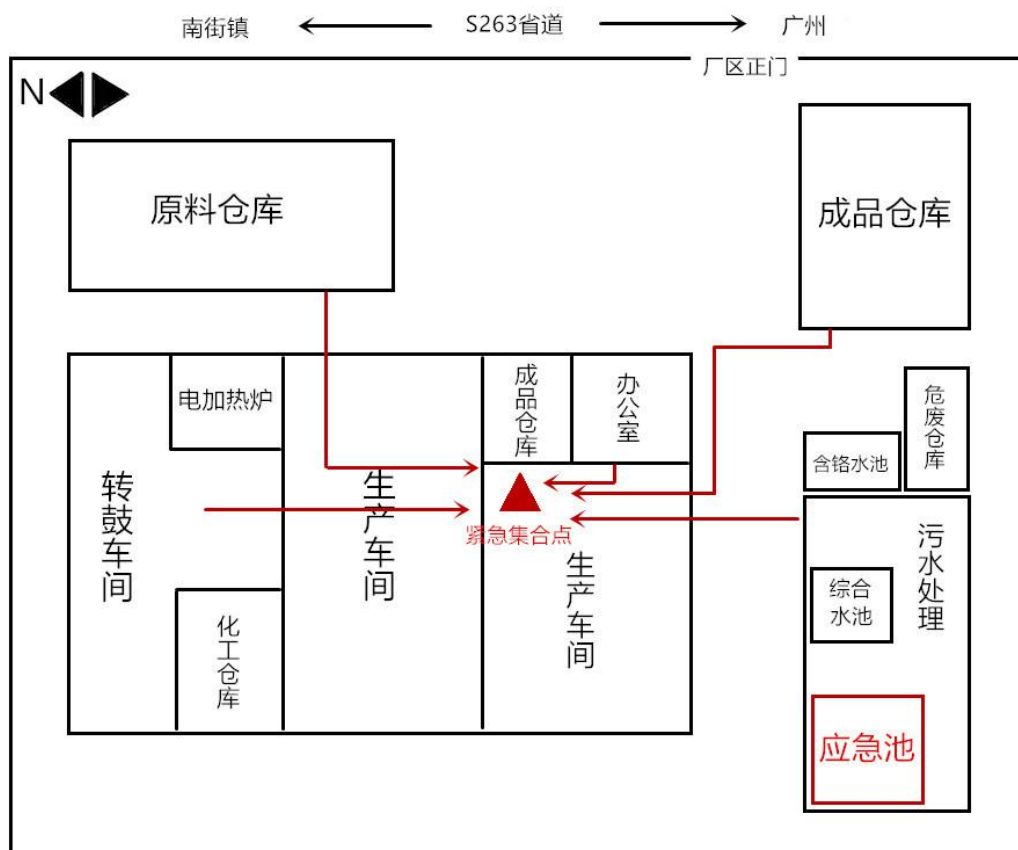 南街镇 S263省道 广州
厂区正门
N
原料仓库
成品仓库
电加热炉
成品仓库
办公室
危废仓库
含铬水池
转鼓车间
生产车间
紧急集合点
生产车间
污水处理
综合
水池
化工仓库
应急池